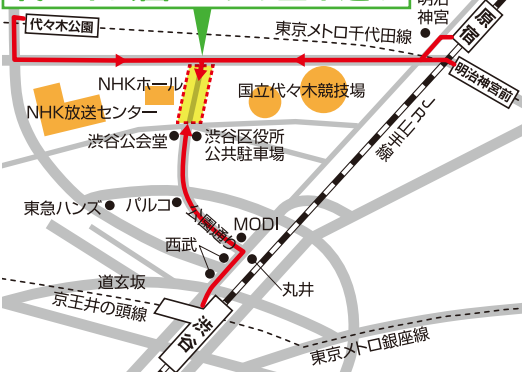 明治
神宮
代々木公園
東京メトロ千代田線
原宿
明治神宮前
NHKホール
国立代々木競技場
NHK放送センター
JR山手線
渋谷公会堂
渋谷区役所
公共駐車場
東急ハンズ
パルコ
公園通り
MODI
西武
道玄坂
丸井
京王井の頭線
渋谷
東京メトロ銀座線